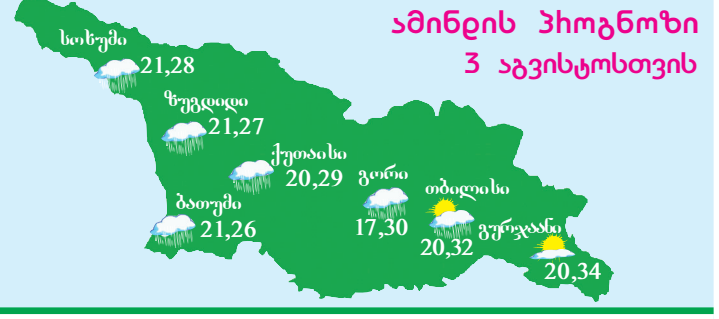 ამინდის პროგნოზი
3 აგვისტოსთვის
სოხუმი
21,28
ზუგდიდი
21,27
ქუთაისი
20,29
გორი
17,30
თბილისი
20,32
ბათუმი
21,26
გურჯაანი
20,34